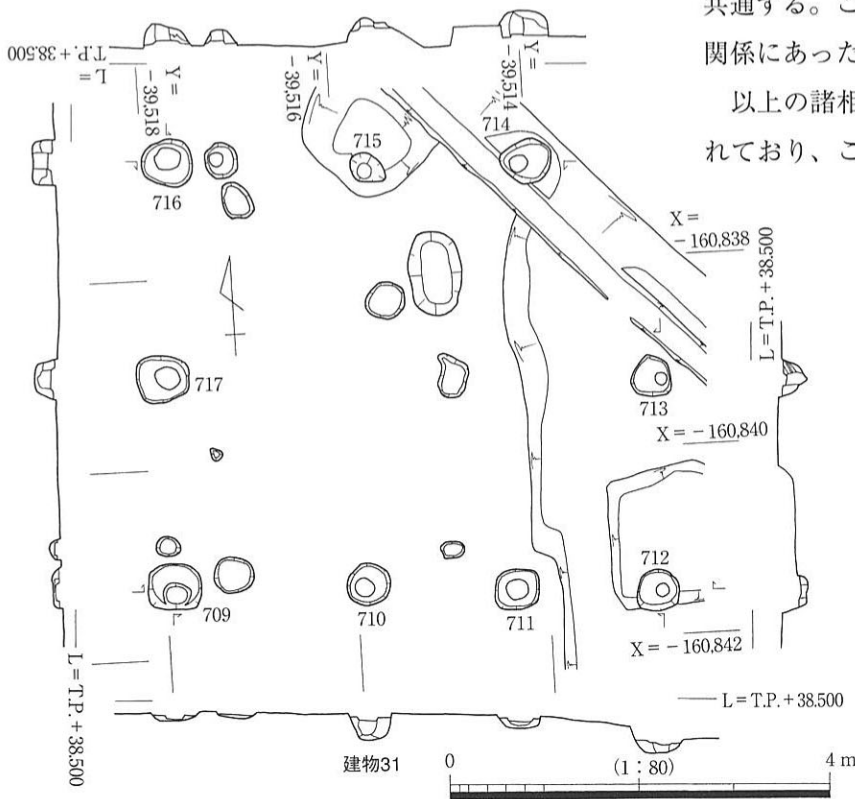 共通する。こ
関係にあった
以上の諸相
れており、こ
L =
T.P. + 38.500
Y =
－39,518
Y =
－39,516
Y =
－39,514
715
714
716
X =
－160,838
L = T.P. + 38.500
717
713
X = －160,840
712
709
710
711
X = －160,842
L = T.P. + 38.500
L = T.P. + 38.500
建物31
0
(1：80)
4 m